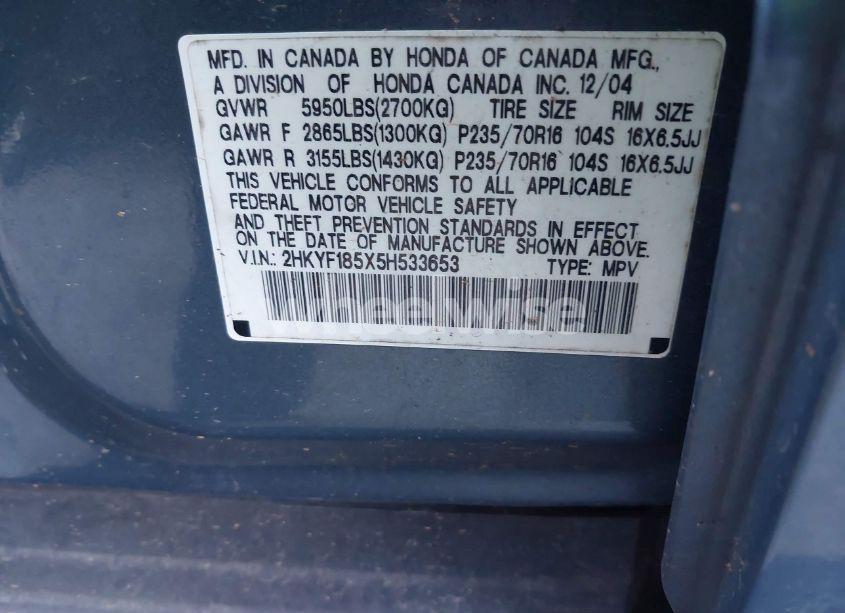 MFD. IN CANADA BY HONDA OF CANADA MFG.,
A DIVISION OF HONDA CANADA INC. 12/04
GVWR 5950LBS(2700KG) TIRE SIZE RIM SIZE
GAWR F 2865LBS(1300KG) P235/70R16 104S 16X6.5JJ
GAWR R 3155LBS(1430KG) P235/70R16 104S 16X6.5JJ
THIS VEHICLE CONFORMS TO ALL APPLICABLE
FEDERAL MOTOR VEHICLE SAFETY
AND THEFT PREVENTION STANDARDS IN EFFECT
ON THE DATE OF MANUFACTURE SHOWN ABOVE.
V.I.N.: 2HKYF185X5H533653 TYPE: MPV
wheelwise